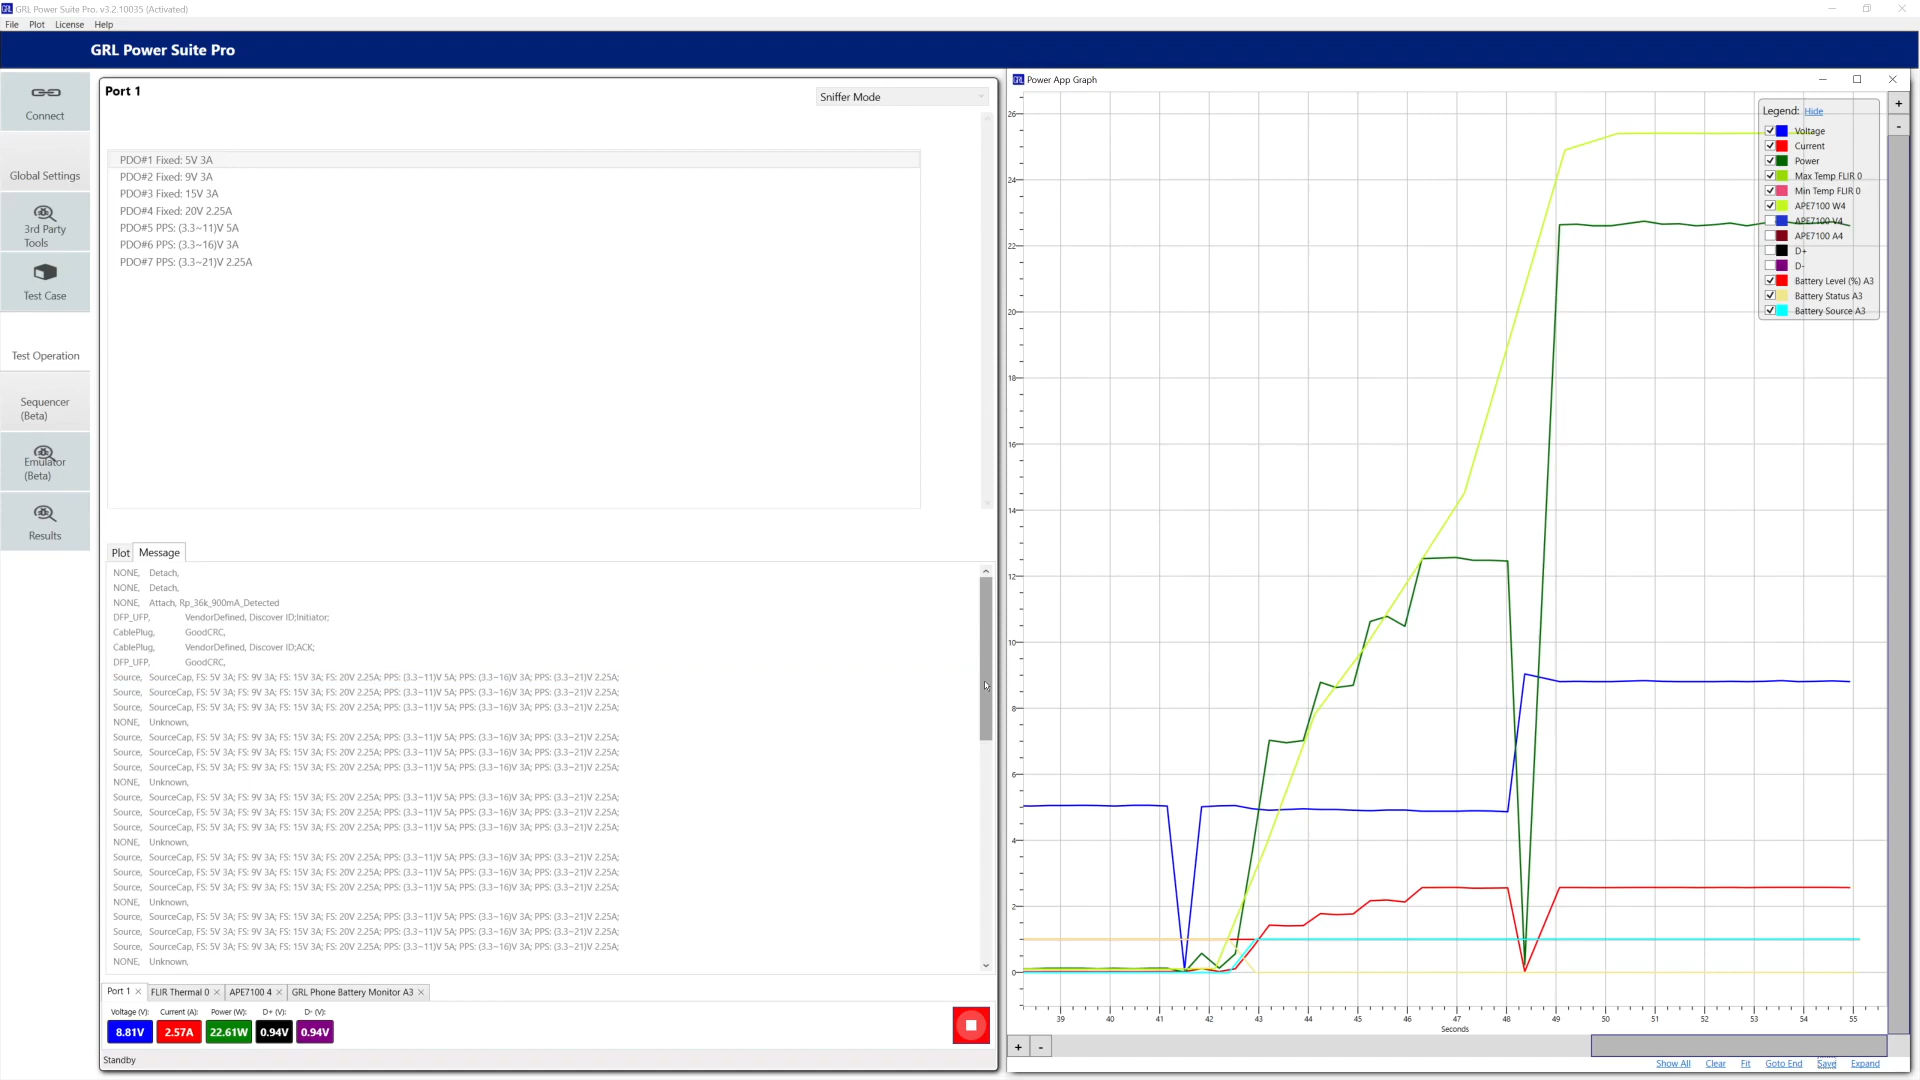 GRL Power Suite Pro. v3.2.10035 (Activated)
File Plot License Help
GRL Power Suite Pro
Connect
Global Settings
3rd Party
Tools
Test Case
Test Operation
Sequencer
(Beta)
Emulator
(Beta)
Results
Port 1
Sniffer Mode
PDO#1 Fixed: 5V 3A
PDO#2 Fixed: 9V 3A
PDO#3 Fixed: 15V 3A
PDO#4 Fixed: 20V 2.25A
PDO#5 PPS: (3.3~11)V 5A
PDO#6 PPS: (3.3~16)V 3A
PDO#7 PPS: (3.3~21)V 2.25A
Plot Message
NONE, Detach,
NONE, Detach,
NONE, Attach, Rp_36k_900mA_Detected
DFP_UFP, VendorDefined, Discover ID;Initiator;
CablePlug, GoodCRC,
CablePlug, VendorDefined, Discover ID;ACK;
DFP_UFP, GoodCRC,
Source, SourceCap, FS: 5V 3A; FS: 9V 3A; FS: 15V 3A; FS: 20V 2.25A; PPS: (3.3~11)V 5A; PPS: (3.3~16)V 3A; PPS: (3.3~21)V 2.25A;
Source, SourceCap, FS: 5V 3A; FS: 9V 3A; FS: 15V 3A; FS: 20V 2.25A; PPS: (3.3~11)V 5A; PPS: (3.3~16)V 3A; PPS: (3.3~21)V 2.25A;
Source, SourceCap, FS: 5V 3A; FS: 9V 3A; FS: 15V 3A; FS: 20V 2.25A; PPS: (3.3~11)V 5A; PPS: (3.3~16)V 3A; PPS: (3.3~21)V 2.25A;
NONE, Unknown,
Source, SourceCap, FS: 5V 3A; FS: 9V 3A; FS: 15V 3A; FS: 20V 2.25A; PPS: (3.3~11)V 5A; PPS: (3.3~16)V 3A; PPS: (3.3~21)V 2.25A;
Source, SourceCap, FS: 5V 3A; FS: 9V 3A; FS: 15V 3A; FS: 20V 2.25A; PPS: (3.3~11)V 5A; PPS: (3.3~16)V 3A; PPS: (3.3~21)V 2.25A;
Source, SourceCap, FS: 5V 3A; FS: 9V 3A; FS: 15V 3A; FS: 20V 2.25A; PPS: (3.3~11)V 5A; PPS: (3.3~16)V 3A; PPS: (3.3~21)V 2.25A;
NONE, Unknown,
Source, SourceCap, FS: 5V 3A; FS: 9V 3A; FS: 15V 3A; FS: 20V 2.25A; PPS: (3.3~11)V 5A; PPS: (3.3~16)V 3A; PPS: (3.3~21)V 2.25A;
Source, SourceCap, FS: 5V 3A; FS: 9V 3A; FS: 15V 3A; FS: 20V 2.25A; PPS: (3.3~11)V 5A; PPS: (3.3~16)V 3A; PPS: (3.3~21)V 2.25A;
Source, SourceCap, FS: 5V 3A; FS: 9V 3A; FS: 15V 3A; FS: 20V 2.25A; PPS: (3.3~11)V 5A; PPS: (3.3~16)V 3A; PPS: (3.3~21)V 2.25A;
NONE, Unknown,
Source, SourceCap, FS: 5V 3A; FS: 9V 3A; FS: 15V 3A; FS: 20V 2.25A; PPS: (3.3~11)V 5A; PPS: (3.3~16)V 3A; PPS: (3.3~21)V 2.25A;
Source, SourceCap, FS: 5V 3A; FS: 9V 3A; FS: 15V 3A; FS: 20V 2.25A; PPS: (3.3~11)V 5A; PPS: (3.3~16)V 3A; PPS: (3.3~21)V 2.25A;
Source, SourceCap, FS: 5V 3A; FS: 9V 3A; FS: 15V 3A; FS: 20V 2.25A; PPS: (3.3~11)V 5A; PPS: (3.3~16)V 3A; PPS: (3.3~21)V 2.25A;
NONE, Unknown,
Source, SourceCap, FS: 5V 3A; FS: 9V 3A; FS: 15V 3A; FS: 20V 2.25A; PPS: (3.3~11)V 5A; PPS: (3.3~16)V 3A; PPS: (3.3~21)V 2.25A;
Source, SourceCap, FS: 5V 3A; FS: 9V 3A; FS: 15V 3A; FS: 20V 2.25A; PPS: (3.3~11)V 5A; PPS: (3.3~16)V 3A; PPS: (3.3~21)V 2.25A;
Source, SourceCap, FS: 5V 3A; FS: 9V 3A; FS: 15V 3A; FS: 20V 2.25A; PPS: (3.3~11)V 5A; PPS: (3.3~16)V 3A; PPS: (3.3~21)V 2.25A;
NONE, Unknown,
Port 1 FLIR Thermal 0 APE7100 4 GRL Phone Battery Monitor A3
Voltage (V): Current (A): Power (W): D+ (V): D- (V):
8.81V 2.57A 22.61W 0.94V 0.94V
Standby
GRL Power App Graph
Legend: Hide
Voltage
Current
Power
Max Temp FLIR 0
Min Temp FLIR 0
APE7100 W4
APE7100 V4
APE7100 A4
D+
D-
Battery Level (%) A3
Battery Status A3
Battery Source A3
26
24
22
20
18
16
14
12
10
8
6
4
2
0
39 40 41 42 43 44 45 46 47 48 49 50 51 52 53 54 55
Seconds
Show All Clear Fit Goto End Save Expand